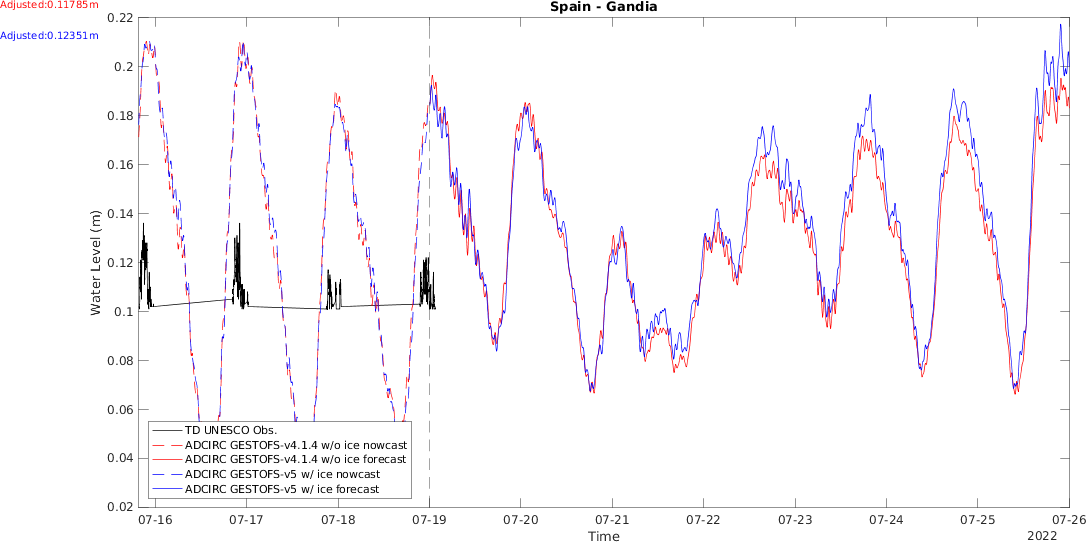 Adjusted:0.11785m
Spain - Gandia
Adjusted:0.12351m
0.22
0.2
0.18
0.16
0.14
0.12
0.1
0.08
0.06
0.04
0.02
Water Level (m)
TD UNESCO Obs.
ADCIRC GESTOFS-v4.1.4 w/o ice nowcast
ADCIRC GESTOFS-v4.1.4 w/o ice forecast
ADCIRC GESTOFS-v5 w/ ice nowcast
ADCIRC GESTOFS-v5 w/ ice forecast
07-16 07-17 07-18 07-19 07-20 07-21 07-22 07-23 07-24 07-25 07-26
Time
2022